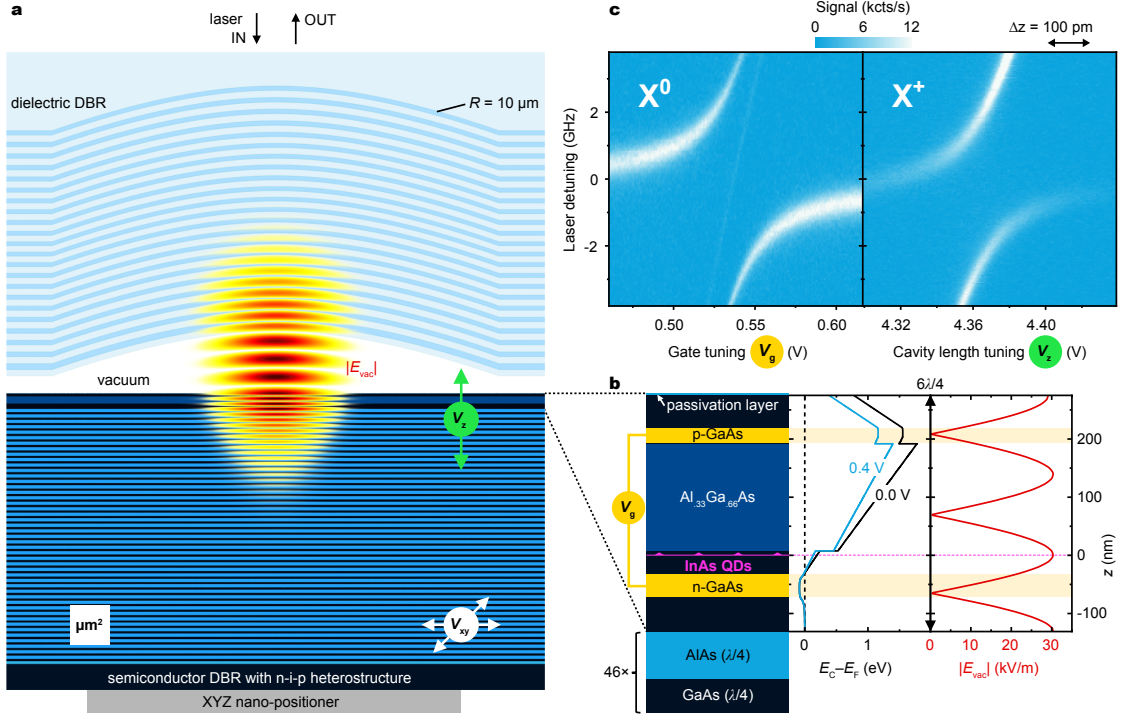 a
laser
IN
OUT
dielectric DBR
R = 10 μm
|Evac|
vacuum
Vz
μm²
Vxy
semiconductor DBR with n-i-p heterostructure
XYZ nano-positioner
c
Signal (kcts/s)
0 6 12
Δz = 100 pm
X⁰
X⁺
Laser detuning (GHz)
2
0
-2
0.50 0.55 0.60
4.32 4.36 4.40
Gate tuning Vg (V)
Cavity length tuning Vz (V)
b
6λ/4
passivation layer
p-GaAs
Al.33Ga.66As
Vg
InAs QDs
n-GaAs
46×
AlAs (λ/4)
GaAs (λ/4)
0.4 V
0.0 V
0 1
EC–EF (eV)
0 10 20 30
|Evac| (kV/m)
200
100
0
-100
z (nm)